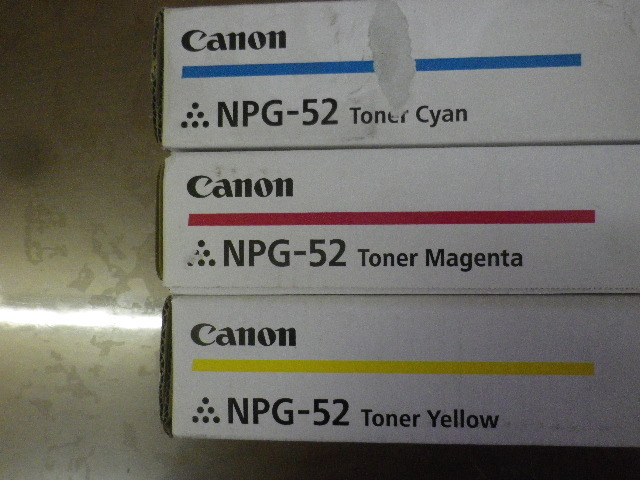 Canon
NPG-52 Toner Cyan
Canon
NPG-52 Toner Magenta
Canon
NPG-52 Toner Yellow